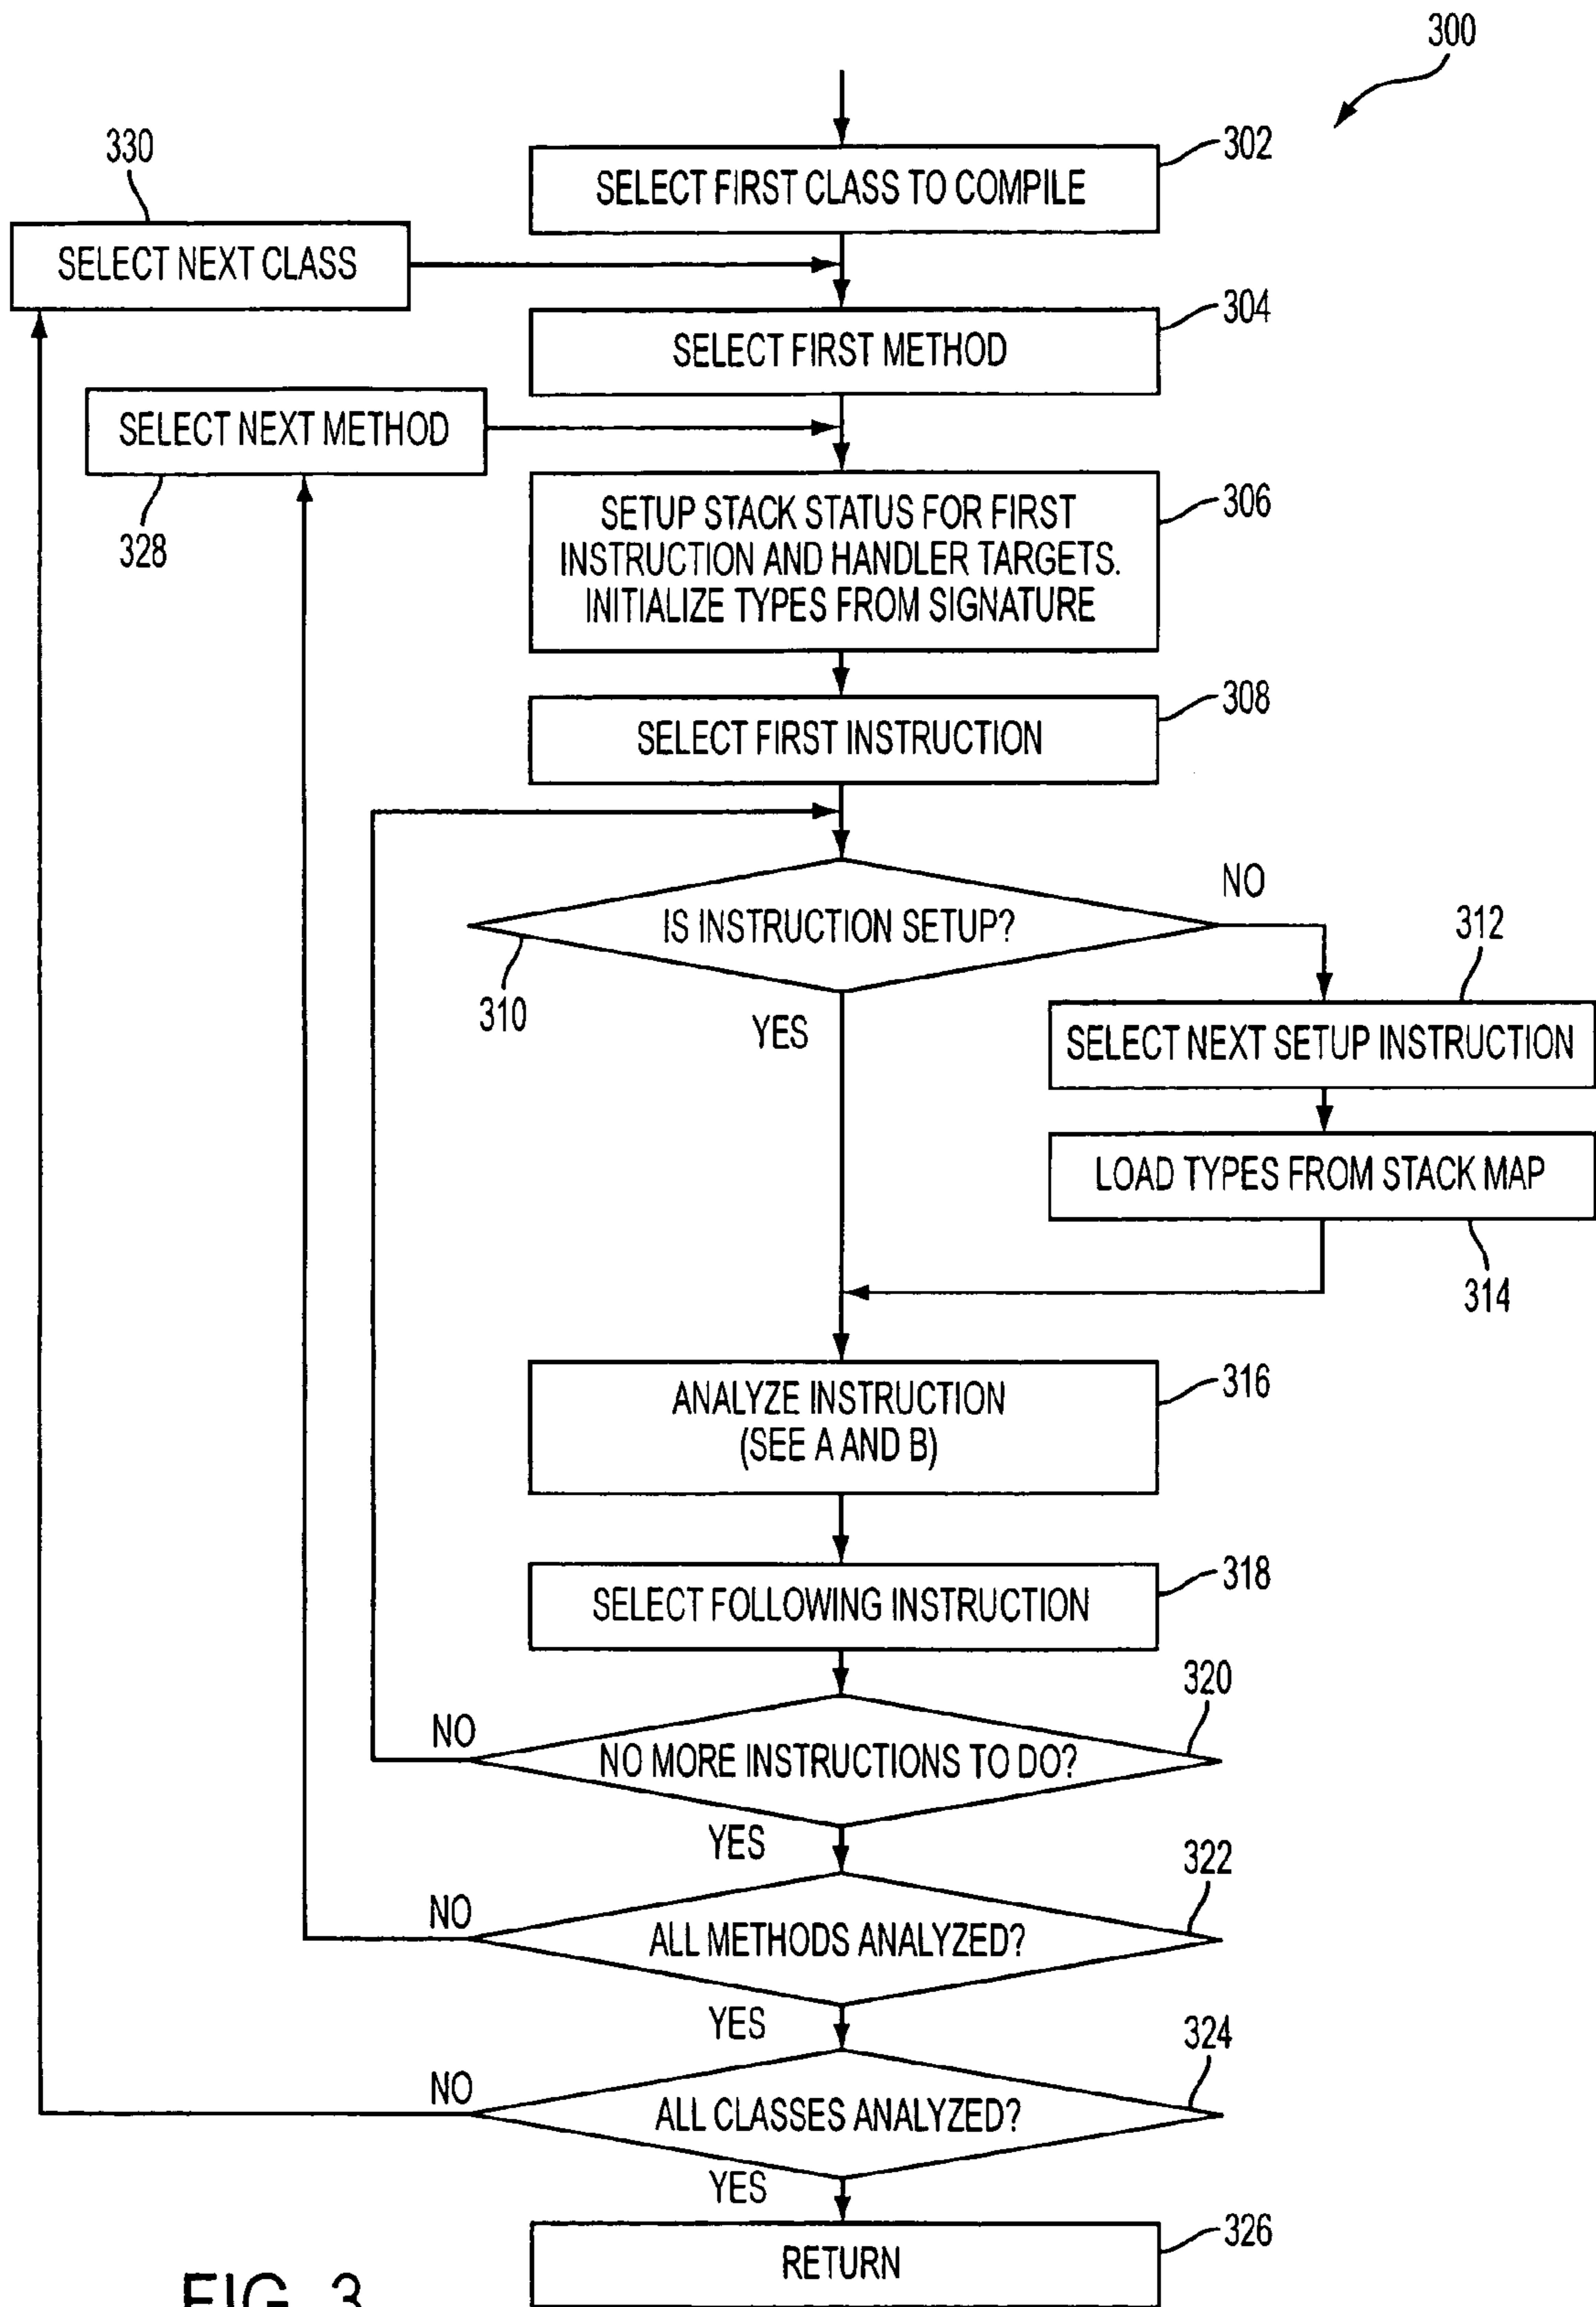 300
302
SELECT FIRST CLASS TO COMPILE
330
SELECT NEXT CLASS
304
SELECT FIRST METHOD
SELECT NEXT METHOD
328
306
SETUP STACK STATUS FOR FIRST
INSTRUCTION AND HANDLER TARGETS.
INITIALIZE TYPES FROM SIGNATURE
308
SELECT FIRST INSTRUCTION
NO
IS INSTRUCTION SETUP?
310
312
YES
SELECT NEXT SETUP INSTRUCTION
LOAD TYPES FROM STACK MAP
314
316
ANALYZE INSTRUCTION
(SEE A AND B)
318
SELECT FOLLOWING INSTRUCTION
320
NO
NO MORE INSTRUCTIONS TO DO?
YES
322
NO
ALL METHODS ANALYZED?
YES
324
NO
ALL CLASSES ANALYZED?
YES
326
RETURN
FIG. 3